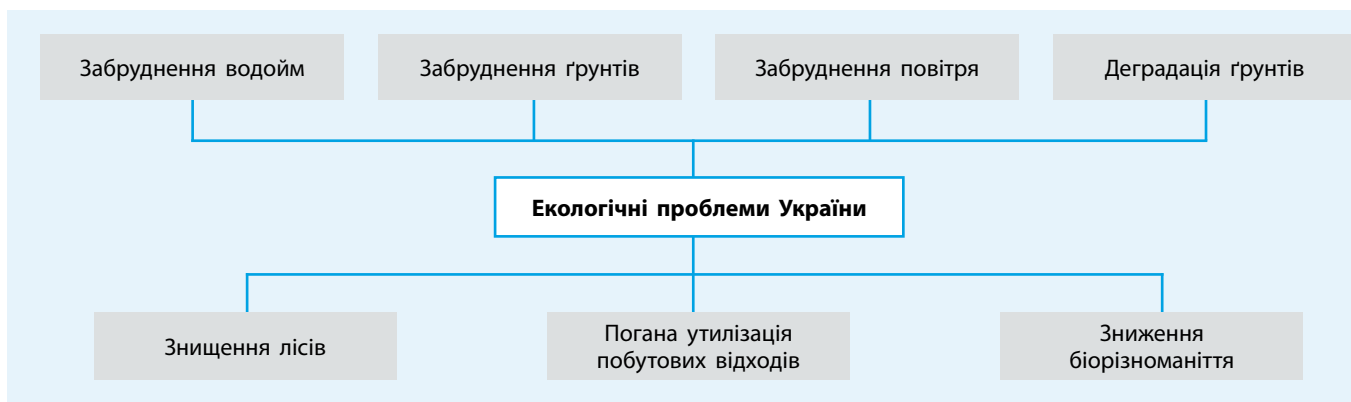 Забруднення водойм
Забруднення ґрунтів
Забруднення повітря
Деградація ґрунтів
Екологічні проблеми України
Знищення лісів
Погана утилізація
побутових відходів
Зниження
біорізноманіття